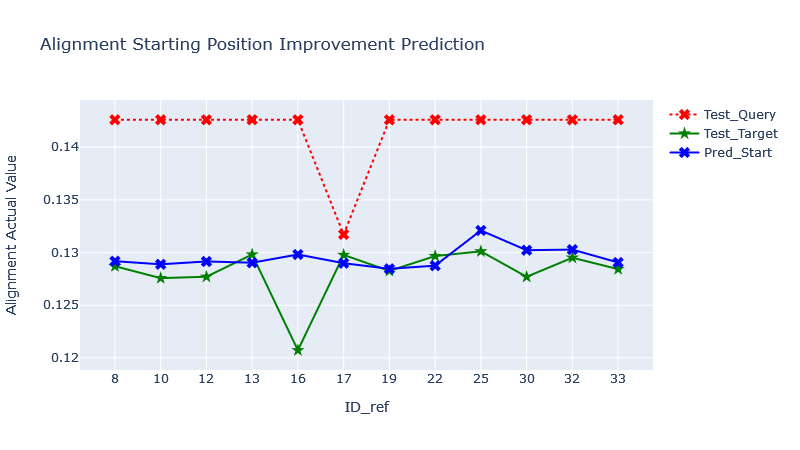 Alignment Starting Position Improvement Prediction
Test_Query
Test_Target
Pred_Start
Alignment Actual Value
0.14
0.135
0.13
0.125
0.12
8 10 12 13 16 17 19 22 25 30 32 33
ID_ref